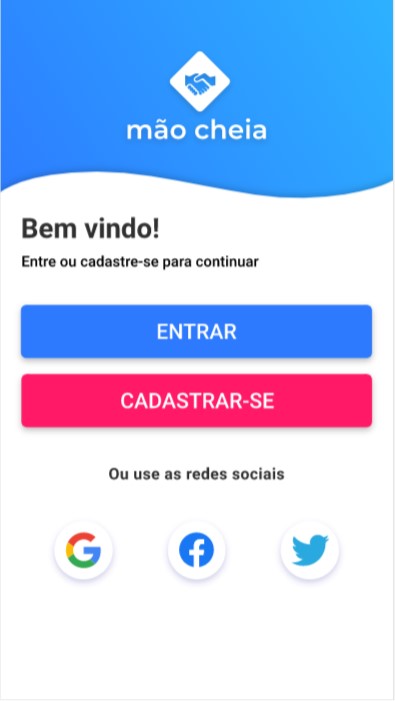 mão cheia
Bem vindo!
Entre ou cadastre-se para continuar
ENTRAR
CADASTRAR-SE
Ou use as redes sociais